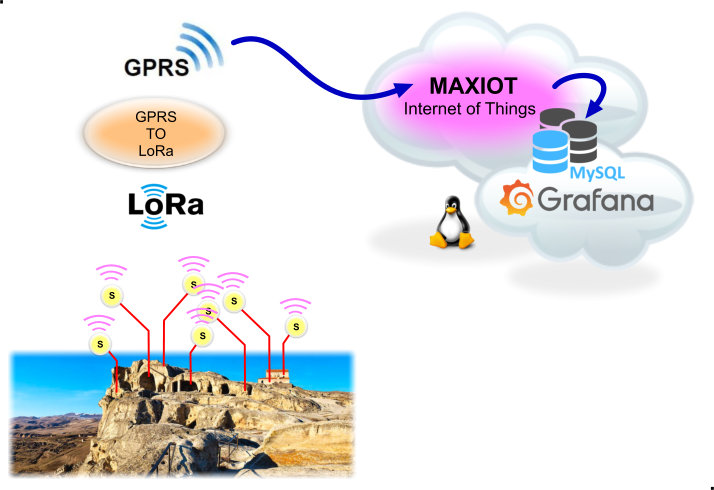 GPRS
GPRS
TO
LoRa
LoRa
MAXIOT
Internet of Things
MySQL
Grafana
S
S
S
S
S
S
S